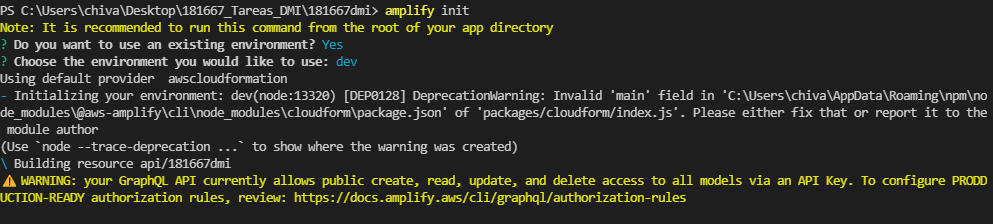 PS C:\Users\chiva\Desktop\181667_Tareas_DMI\181667dmi> amplify init
Note: It is recommended to run this command from the root of your app directory
? Do you want to use an existing environment? Yes
? Choose the environment you would like to use: dev
Using default provider  awscloudformation
- Initializing your environment: dev(node:13320) [DEP0128] DeprecationWarning: Invalid 'main' field in 'C:\Users\chiva\AppData\Roaming\npm\no
de_modules\@aws-amplify\cli\node_modules\cloudform\package.json' of 'packages/cloudform/index.js'. Please either fix that or report it to the
 module author
(Use `node --trace-deprecation ...` to show where the warning was created)
\ Building resource api/181667dmi
⚠️ WARNING: your GraphQL API currently allows public create, read, update, and delete access to all models via an API Key. To configure PRODD
UCTION-READY authorization rules, review: https://docs.amplify.aws/cli/graphql/authorization-rules